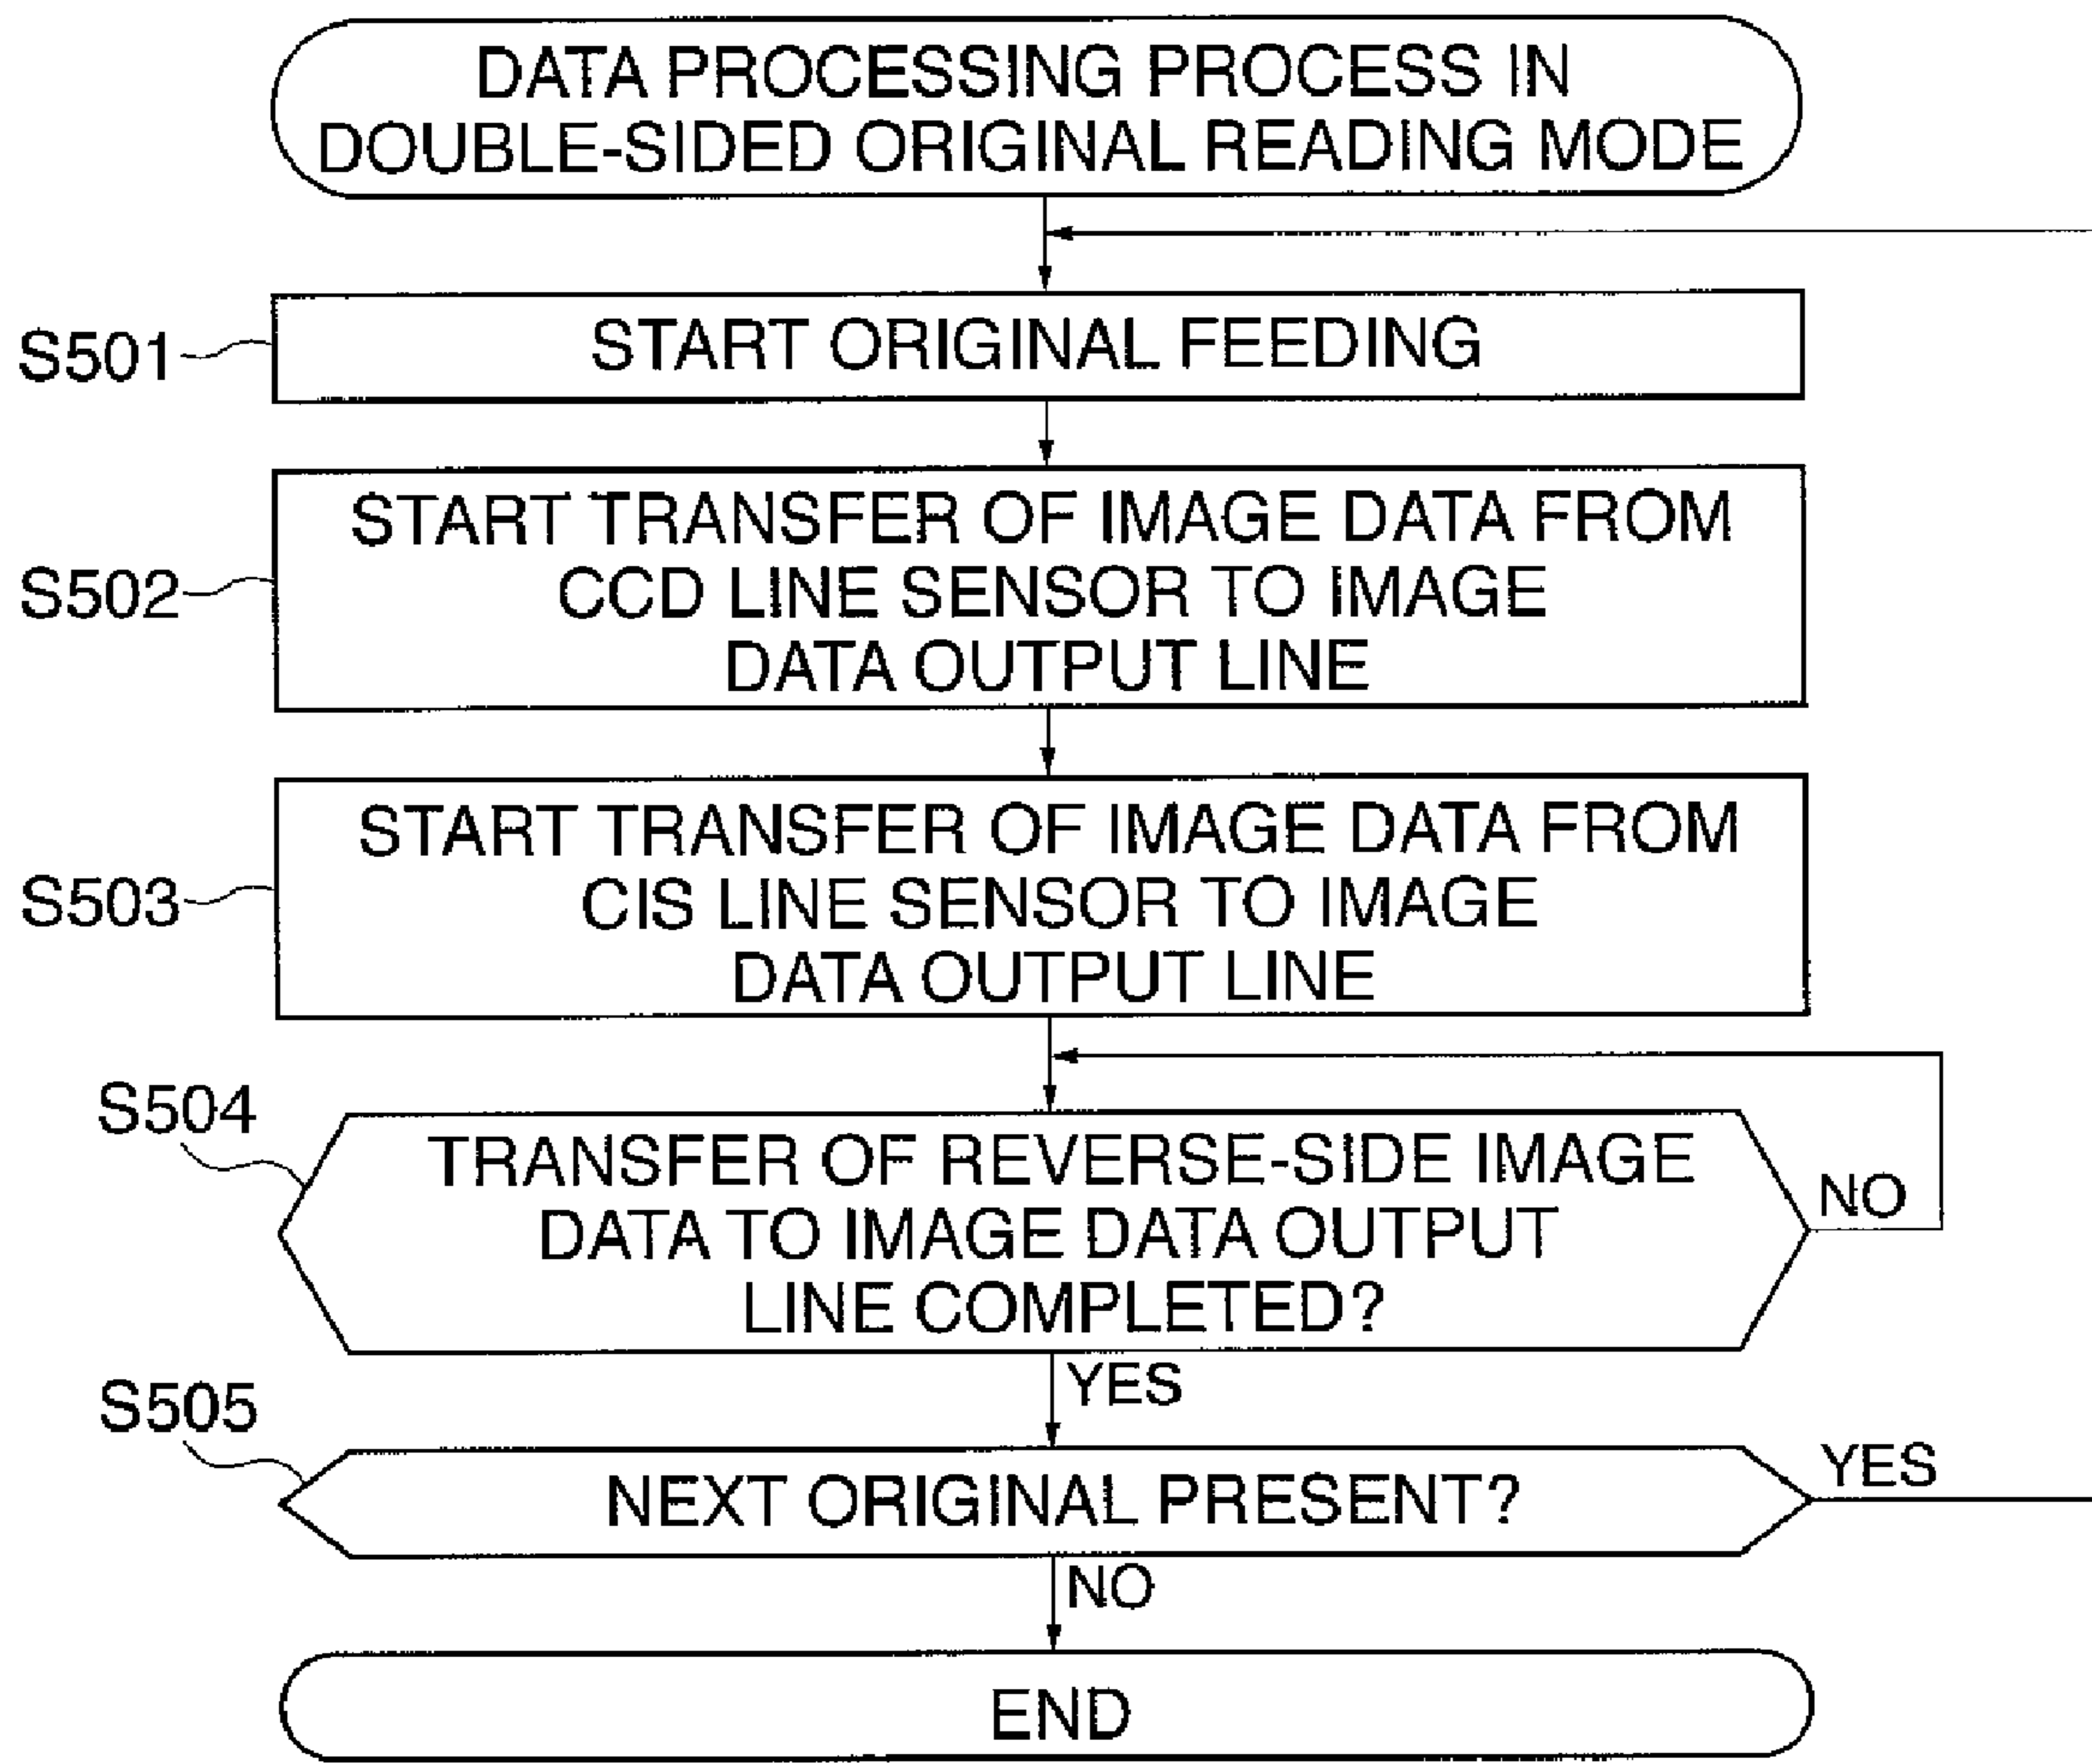 DATA PROCESSING PROCESS IN
DOUBLE-SIDED ORIGINAL READING MODE
S501
START ORIGINAL FEEDING
S502
START TRANSFER OF IMAGE DATA FROM
CCD LINE SENSOR TO IMAGE
DATA OUTPUT LINE
S503
START TRANSFER OF IMAGE DATA FROM
CIS LINE SENSOR TO IMAGE
DATA OUTPUT LINE
S504
TRANSFER OF REVERSE-SIDE IMAGE
DATA TO IMAGE DATA OUTPUT
LINE COMPLETED?
NO
YES
S505
NEXT ORIGINAL PRESENT?
YES
NO
END